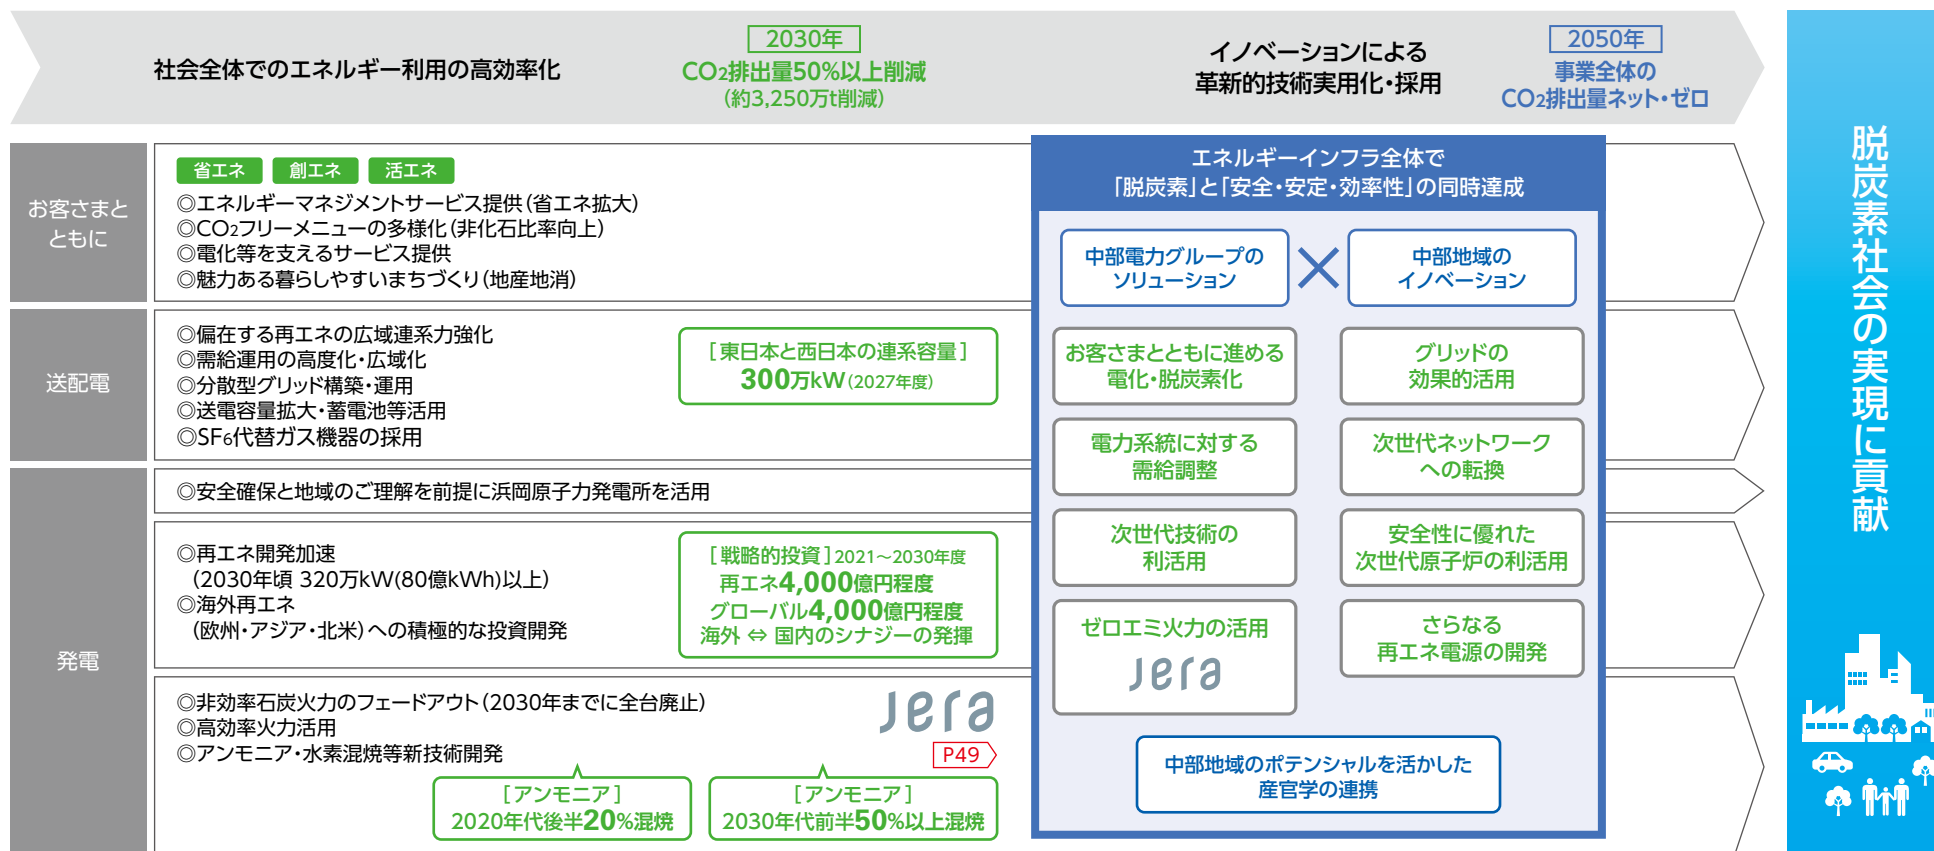 社会全体でのエネルギー利用の高効率化
2030年
CO2排出量50%以上削減
(約3,250万t削減)
イノベーションによる
革新的技術実用化・採用
2050年
事業全体の
CO2排出量ネット・ゼロ
お客さまと
ともに
省エネ 創エネ 活エネ
◎エネルギーマネジメントサービス提供(省エネ拡大)
◎CO2フリーメニューの多様化(非化石比率向上)
◎電化等を支えるサービス提供
◎魅力ある暮らしやすいまちづくり(地産地消)
送配電
◎偏在する再エネの広域連系力強化
◎需給運用の高度化・広域化
◎分散型グリッド構築・運用
◎送電容量拡大・蓄電池等活用
◎SF6代替ガス機器の採用
[東日本と西日本の連系容量]
300万kW(2027年度)
発電
◎安全確保と地域のご理解を前提に浜岡原子力発電所を活用
◎再エネ開発加速
(2030年頃 320万kW(80億kWh)以上)
◎海外再エネ
(欧州・アジア・北米)への積極的な投資開発
[戦略的投資]2021～2030年度
再エネ4,000億円程度
グローバル4,000億円程度
海外 ⇔ 国内のシナジーの発揮
◎非効率石炭火力のフェードアウト(2030年までに全台廃止)
◎高効率火力活用
◎アンモニア・水素混焼等新技術開発
Jera
P49
[アンモニア]
2020年代後半20%混焼
[アンモニア]
2030年代前半50%以上混焼
エネルギーインフラ全体で
「脱炭素」と「安全・安定・効率性」の同時達成
中部電力グループの
ソリューション
×
中部地域の
イノベーション
お客さまとともに進める
電化・脱炭素化
グリッドの
効果的活用
電力系統に対する
需給調整
次世代ネットワーク
への転換
次世代技術の
利活用
安全性に優れた
次世代原子炉の利活用
ゼロエミ火力の活用
Jera
さらなる
再エネ電源の開発
中部地域のポテンシャルを活かした
産官学の連携
脱炭素社会の実現に貢献